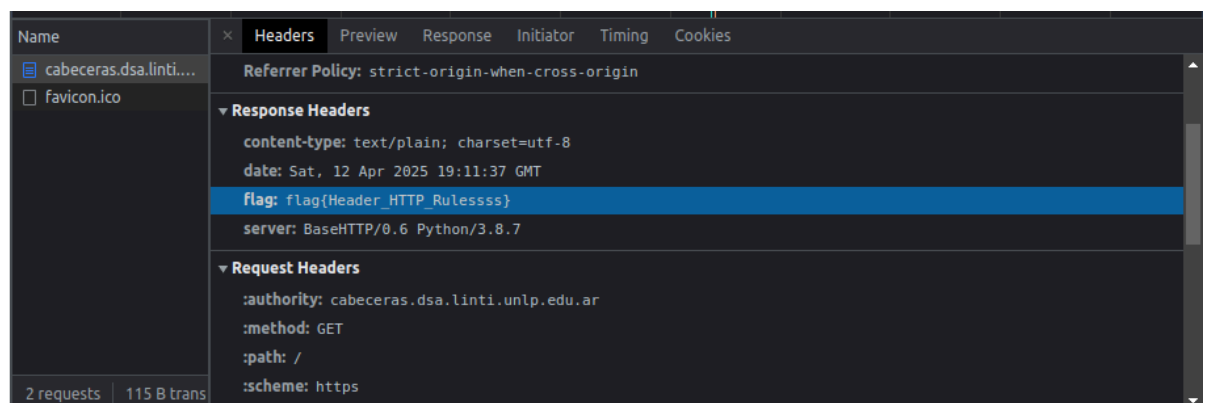 Name
× Headers Preview Response Initiator Timing Cookies
cabeceras.dsa.linti....
favicon.ico
Referrer Policy: strict-origin-when-cross-origin
▼ Response Headers
content-type: text/plain; charset=utf-8
date: Sat, 12 Apr 2025 19:11:37 GMT
flag: flag{Header_HTTP_Rulessss}
server: BaseHTTP/0.6 Python/3.8.7
▼ Request Headers
:authority: cabeceras.dsa.linti.unlp.edu.ar
:method: GET
:path: /
:scheme: https
2 requests 115 B trans